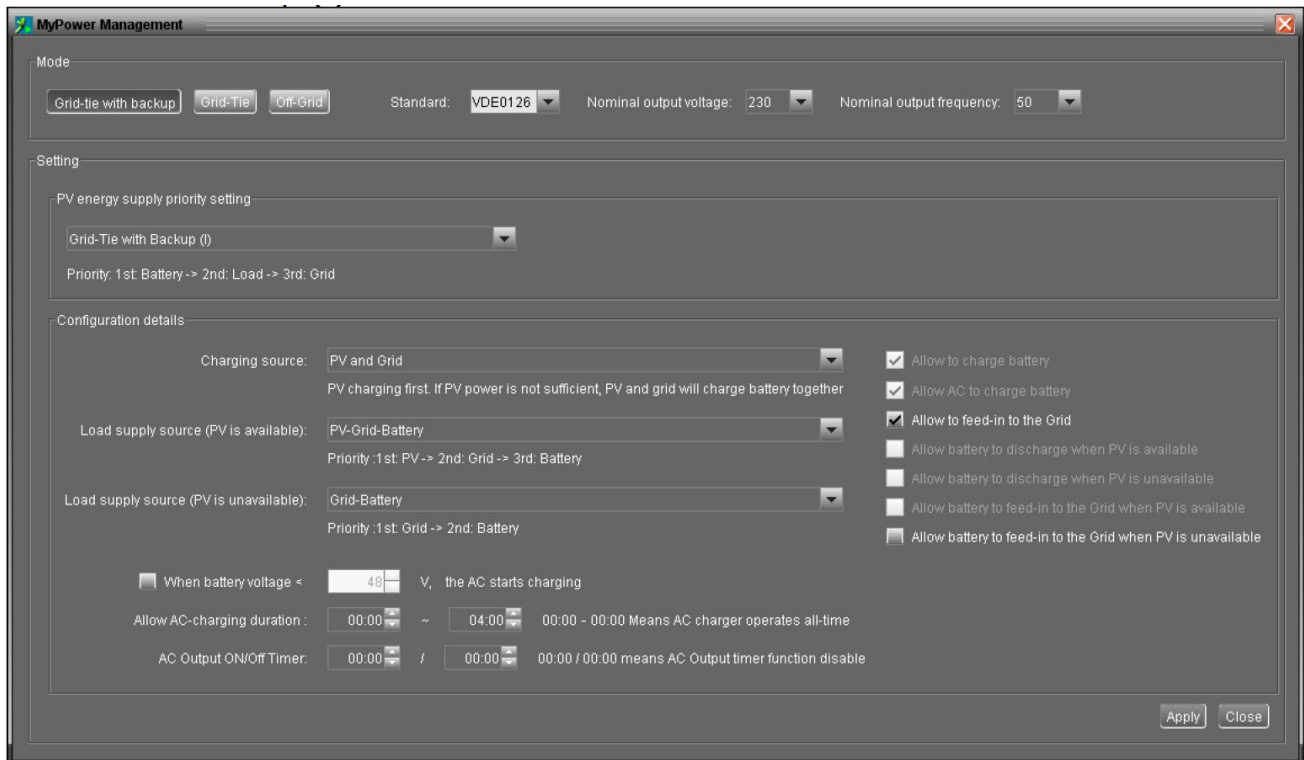 MyPower Management
Mode
Grid-tie with backup Grid-Tie Off-Grid Standard: VDE0126 Nominal output voltage: 230 Nominal output frequency: 50
Setting
PV energy supply priority setting
Grid-Tie with Backup (I)
Priority: 1st: Battery -> 2nd: Load -> 3rd: Grid
Configuration details
Charging source: PV and Grid
PV charging first. If PV power is not sufficient, PV and grid will charge battery together
Load supply source (PV is available): PV-Grid-Battery
Priority :1st: PV -> 2nd: Grid -> 3rd: Battery
Load supply source (PV is unavailable): Grid-Battery
Priority :1st: Grid -> 2nd: Battery
When battery voltage < 48 V, the AC starts charging
Allow AC-charging duration : 00:00 ~ 04:00 00:00 - 00:00 Means AC charger operates all-time
AC Output ON/Off Timer: 00:00 / 00:00 00:00 / 00:00 means AC Output timer function disable
Allow to charge battery
Allow AC to charge battery
Allow to feed-in to the Grid
Allow battery to discharge when PV is available
Allow battery to discharge when PV is unavailable
Allow battery to feed-in to the Grid when PV is available
Allow battery to feed-in to the Grid when PV is unavailable
Apply Close